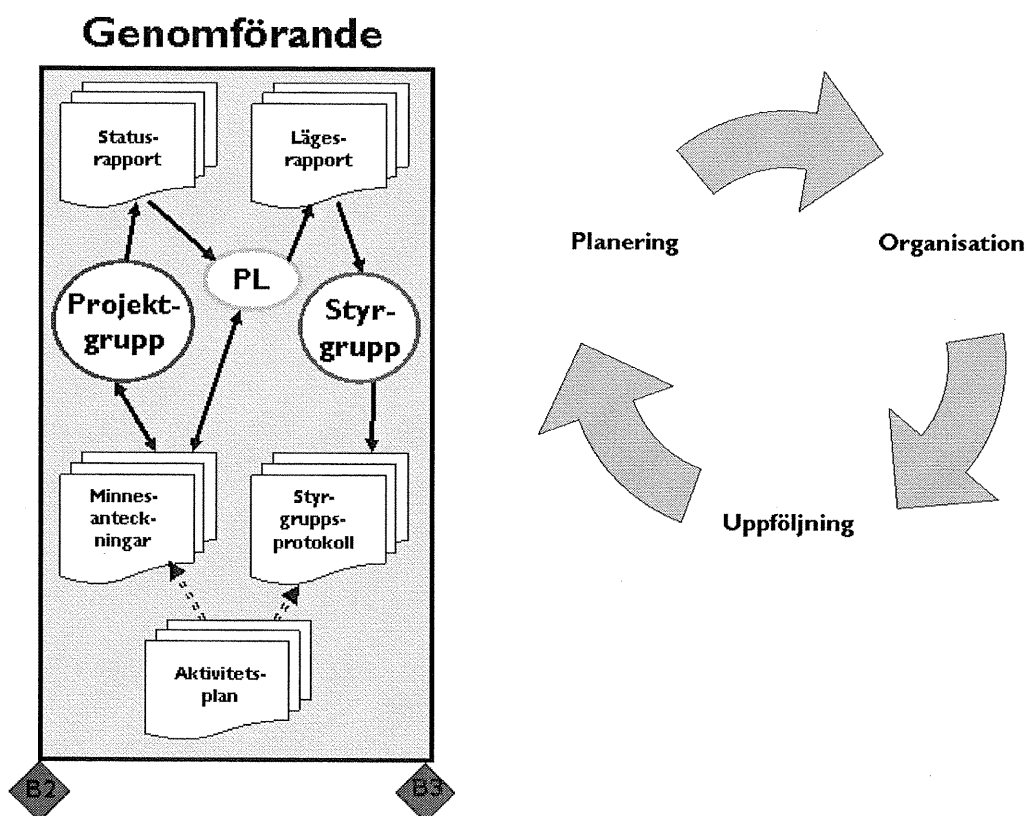 Genomförande
Status-
rapport
Läges-
rapport
PL
Projekt-
grupp
Styr-
grupp
Minnes-
anteck-
ningar
Styr-
grupps-
protokoll
Aktivitets-
plan
B2
B3
Planering
Organisation
Uppföljning